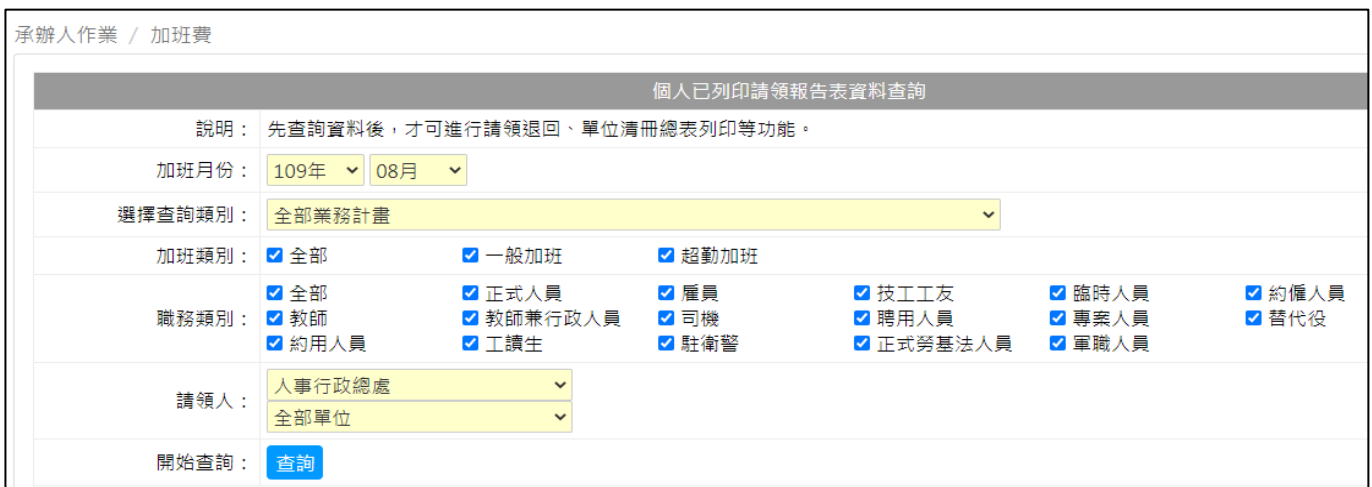 承辦人作業 / 加班費
個人已列印請領報告表資料查詢
說明： 先查詢資料後，才可進行請領退回、單位清冊總表列印等功能。
加班月份： 109年 08月
選擇查詢類別： 全部業務計畫
加班類別： 全部 一般加班 超勤加班
全部 正式人員 雇員 技工工友 臨時人員 約僱人員
職務類別： 教師 教師兼行政人員 司機 聘用人員 專案人員 替代役
約用人員 工讀生 駐衛警 正式勞基法人員 軍職人員
請領人： 人事行政總處
全部單位
開始查詢： 查詢